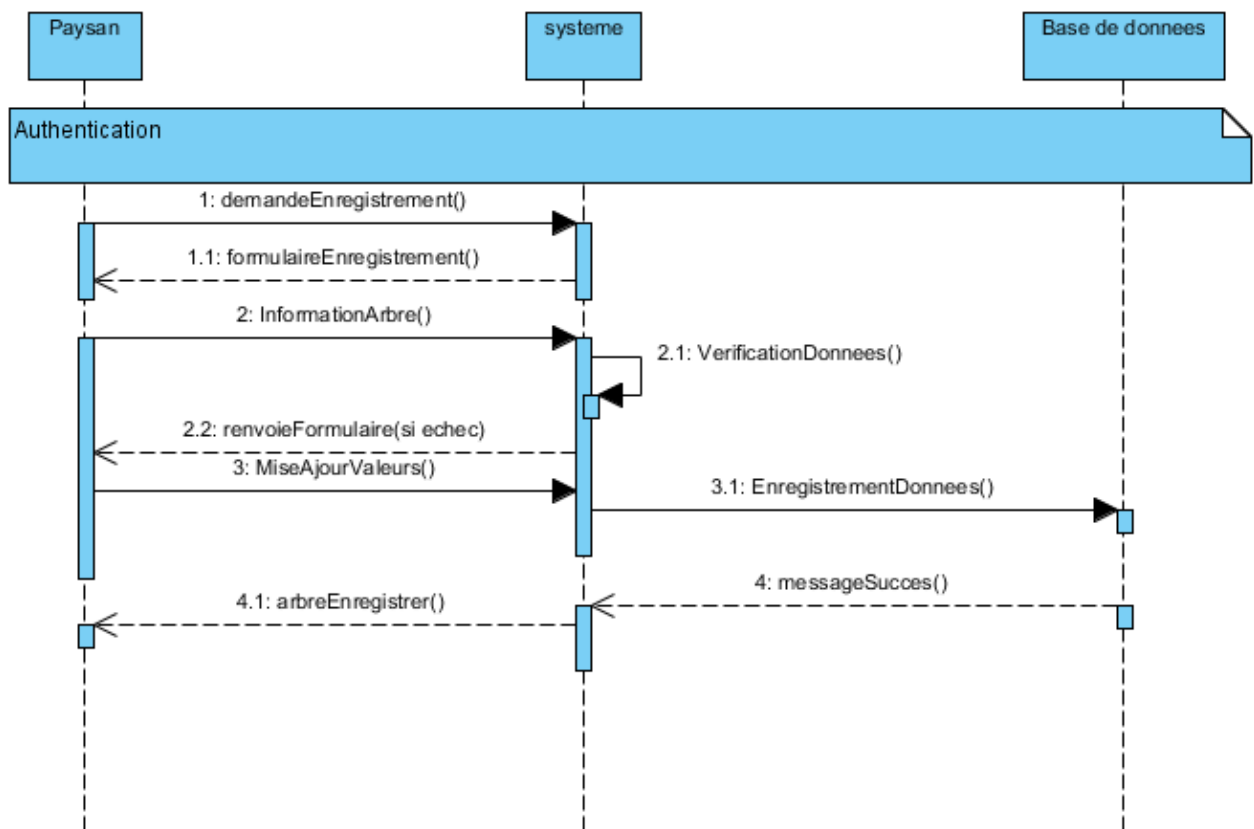 Paysan
systeme
Base de donnees
Authentication
1: demandeEnregistrement()
1.1: formulaireEnregistrement()
2: InformationArbre()
2.1: VerificationDonnees()
2.2: renvoieFormulaire(si echec)
3: MiseAjourValeurs()
3.1: EnregistrementDonnees()
4: messageSucces()
4.1: arbreEnregistrer()